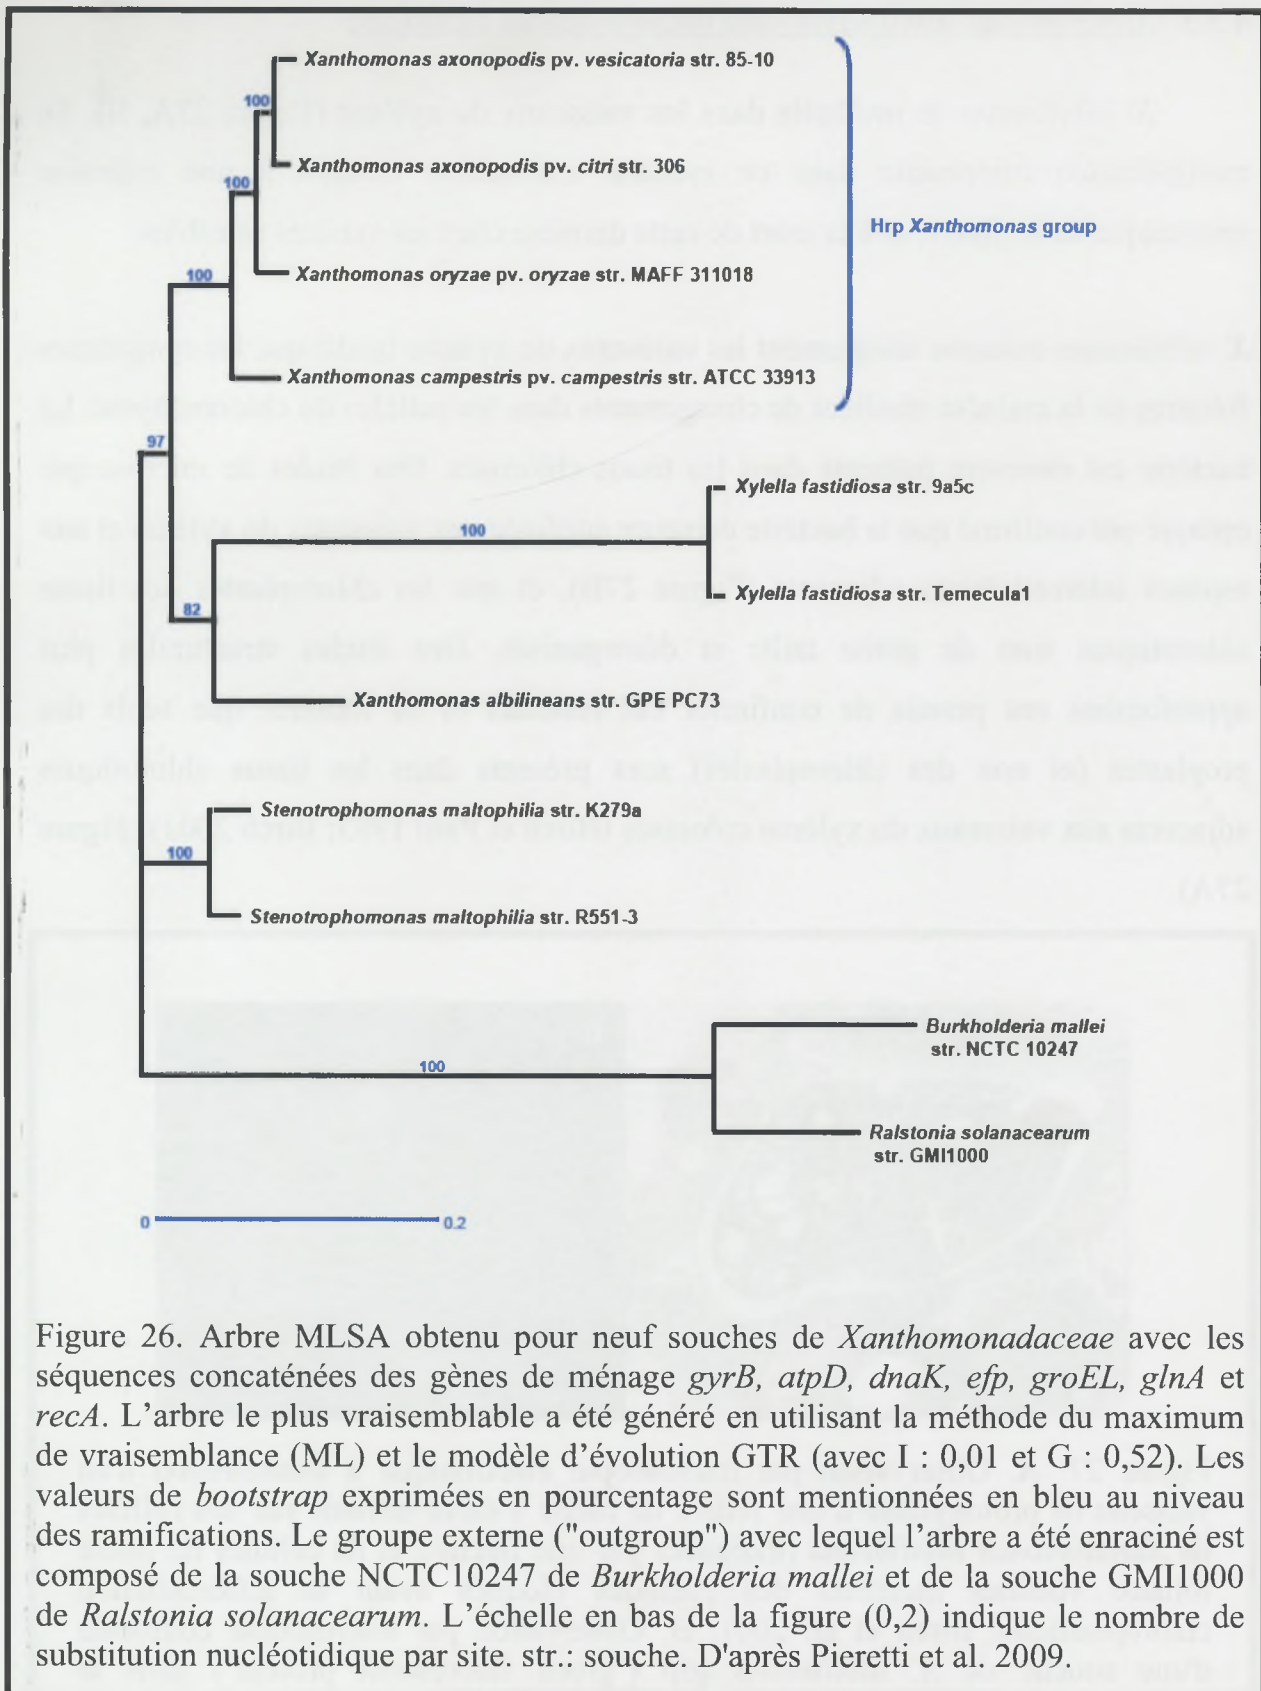 Xanthomonas axonopodis pv. vesicatoria str. 85-10
100
Xanthomonas axonopodis pv. citri str. 306
100
Hrp Xanthomonas group
Xanthomonas oryzae pv. oryzae str. MAFF 311018
100
Xanthomonas campestris pv. campestris str. ATCC 33913
97
Xylella fastidiosa str. 9a5c
100
Xylella fastidiosa str. Temecula1
82
Xanthomonas albilineans str. GPE PC73
Stenotrophomonas maltophilia str. K279a
100
Stenotrophomonas maltophilia str. R551-3
Burkholderia mallei
str. NCTC 10247
100
Ralstonia solanacearum
str. GMI1000
0 0.2
Figure 26. Arbre MLSA obtenu pour neuf souches de Xanthomonadaceae avec les
séquences concaténées des gènes de ménage gyrB, atpD, dnaK, efp, groEL, glnA et
recA. L'arbre le plus vraisemblable a été généré en utilisant la méthode du maximum
de vraisemblance (ML) et le modèle d'évolution GTR (avec I : 0,01 et G : 0,52). Les
valeurs de bootstrap exprimées en pourcentage sont mentionnées en bleu au niveau
des ramifications. Le groupe externe ("outgroup") avec lequel l'arbre a été enraciné est
composé de la souche NCTC10247 de Burkholderia mallei et de la souche GMI1000
de Ralstonia solanacearum. L'échelle en bas de la figure (0,2) indique le nombre de
substitution nucléotidique par site. str.: souche. D'après Pieretti et al. 2009.